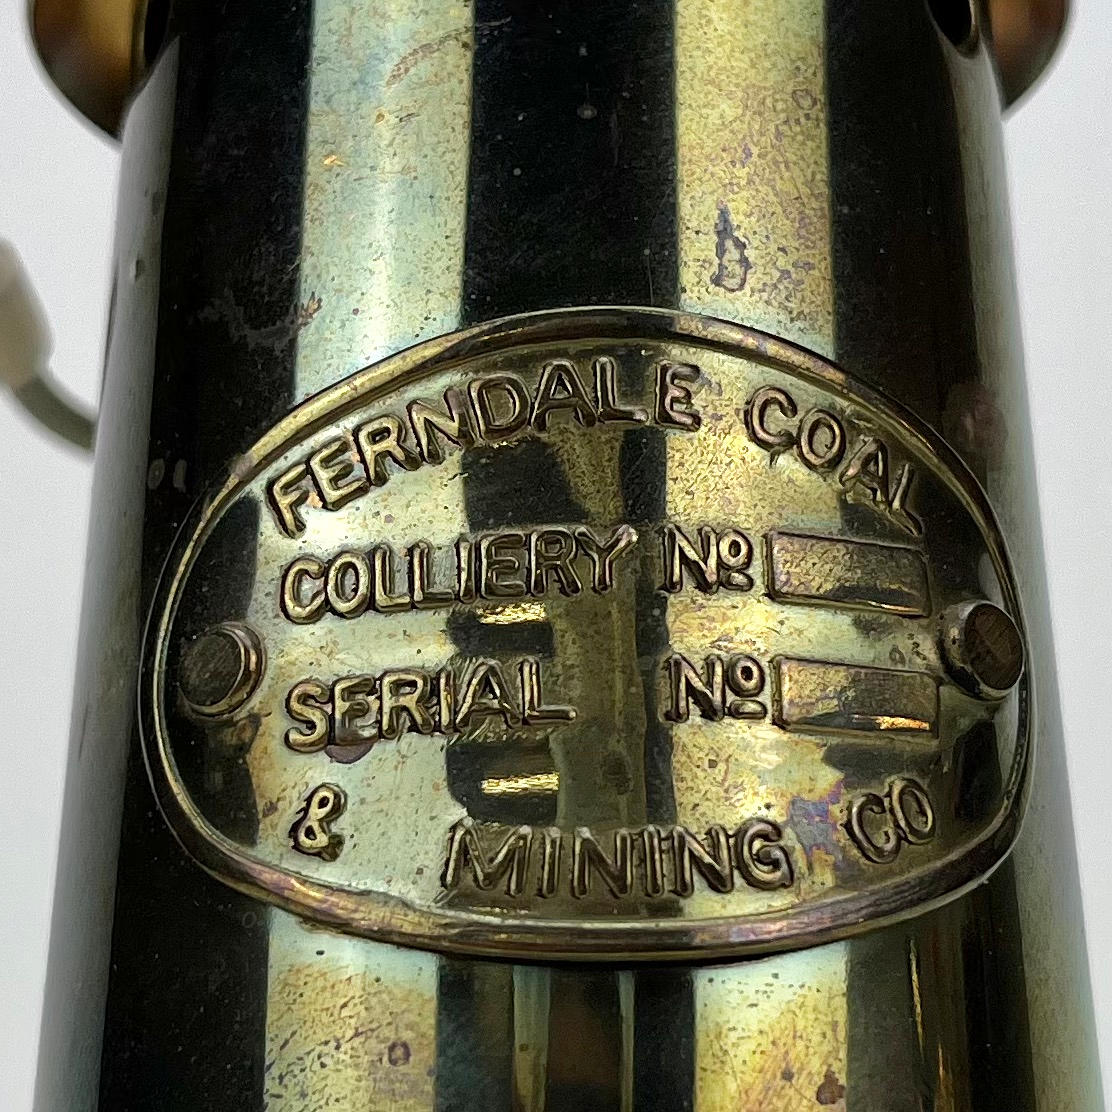 FERNDALE COAL
COLLIERY Nº
SERIAL Nº
& MINING CO